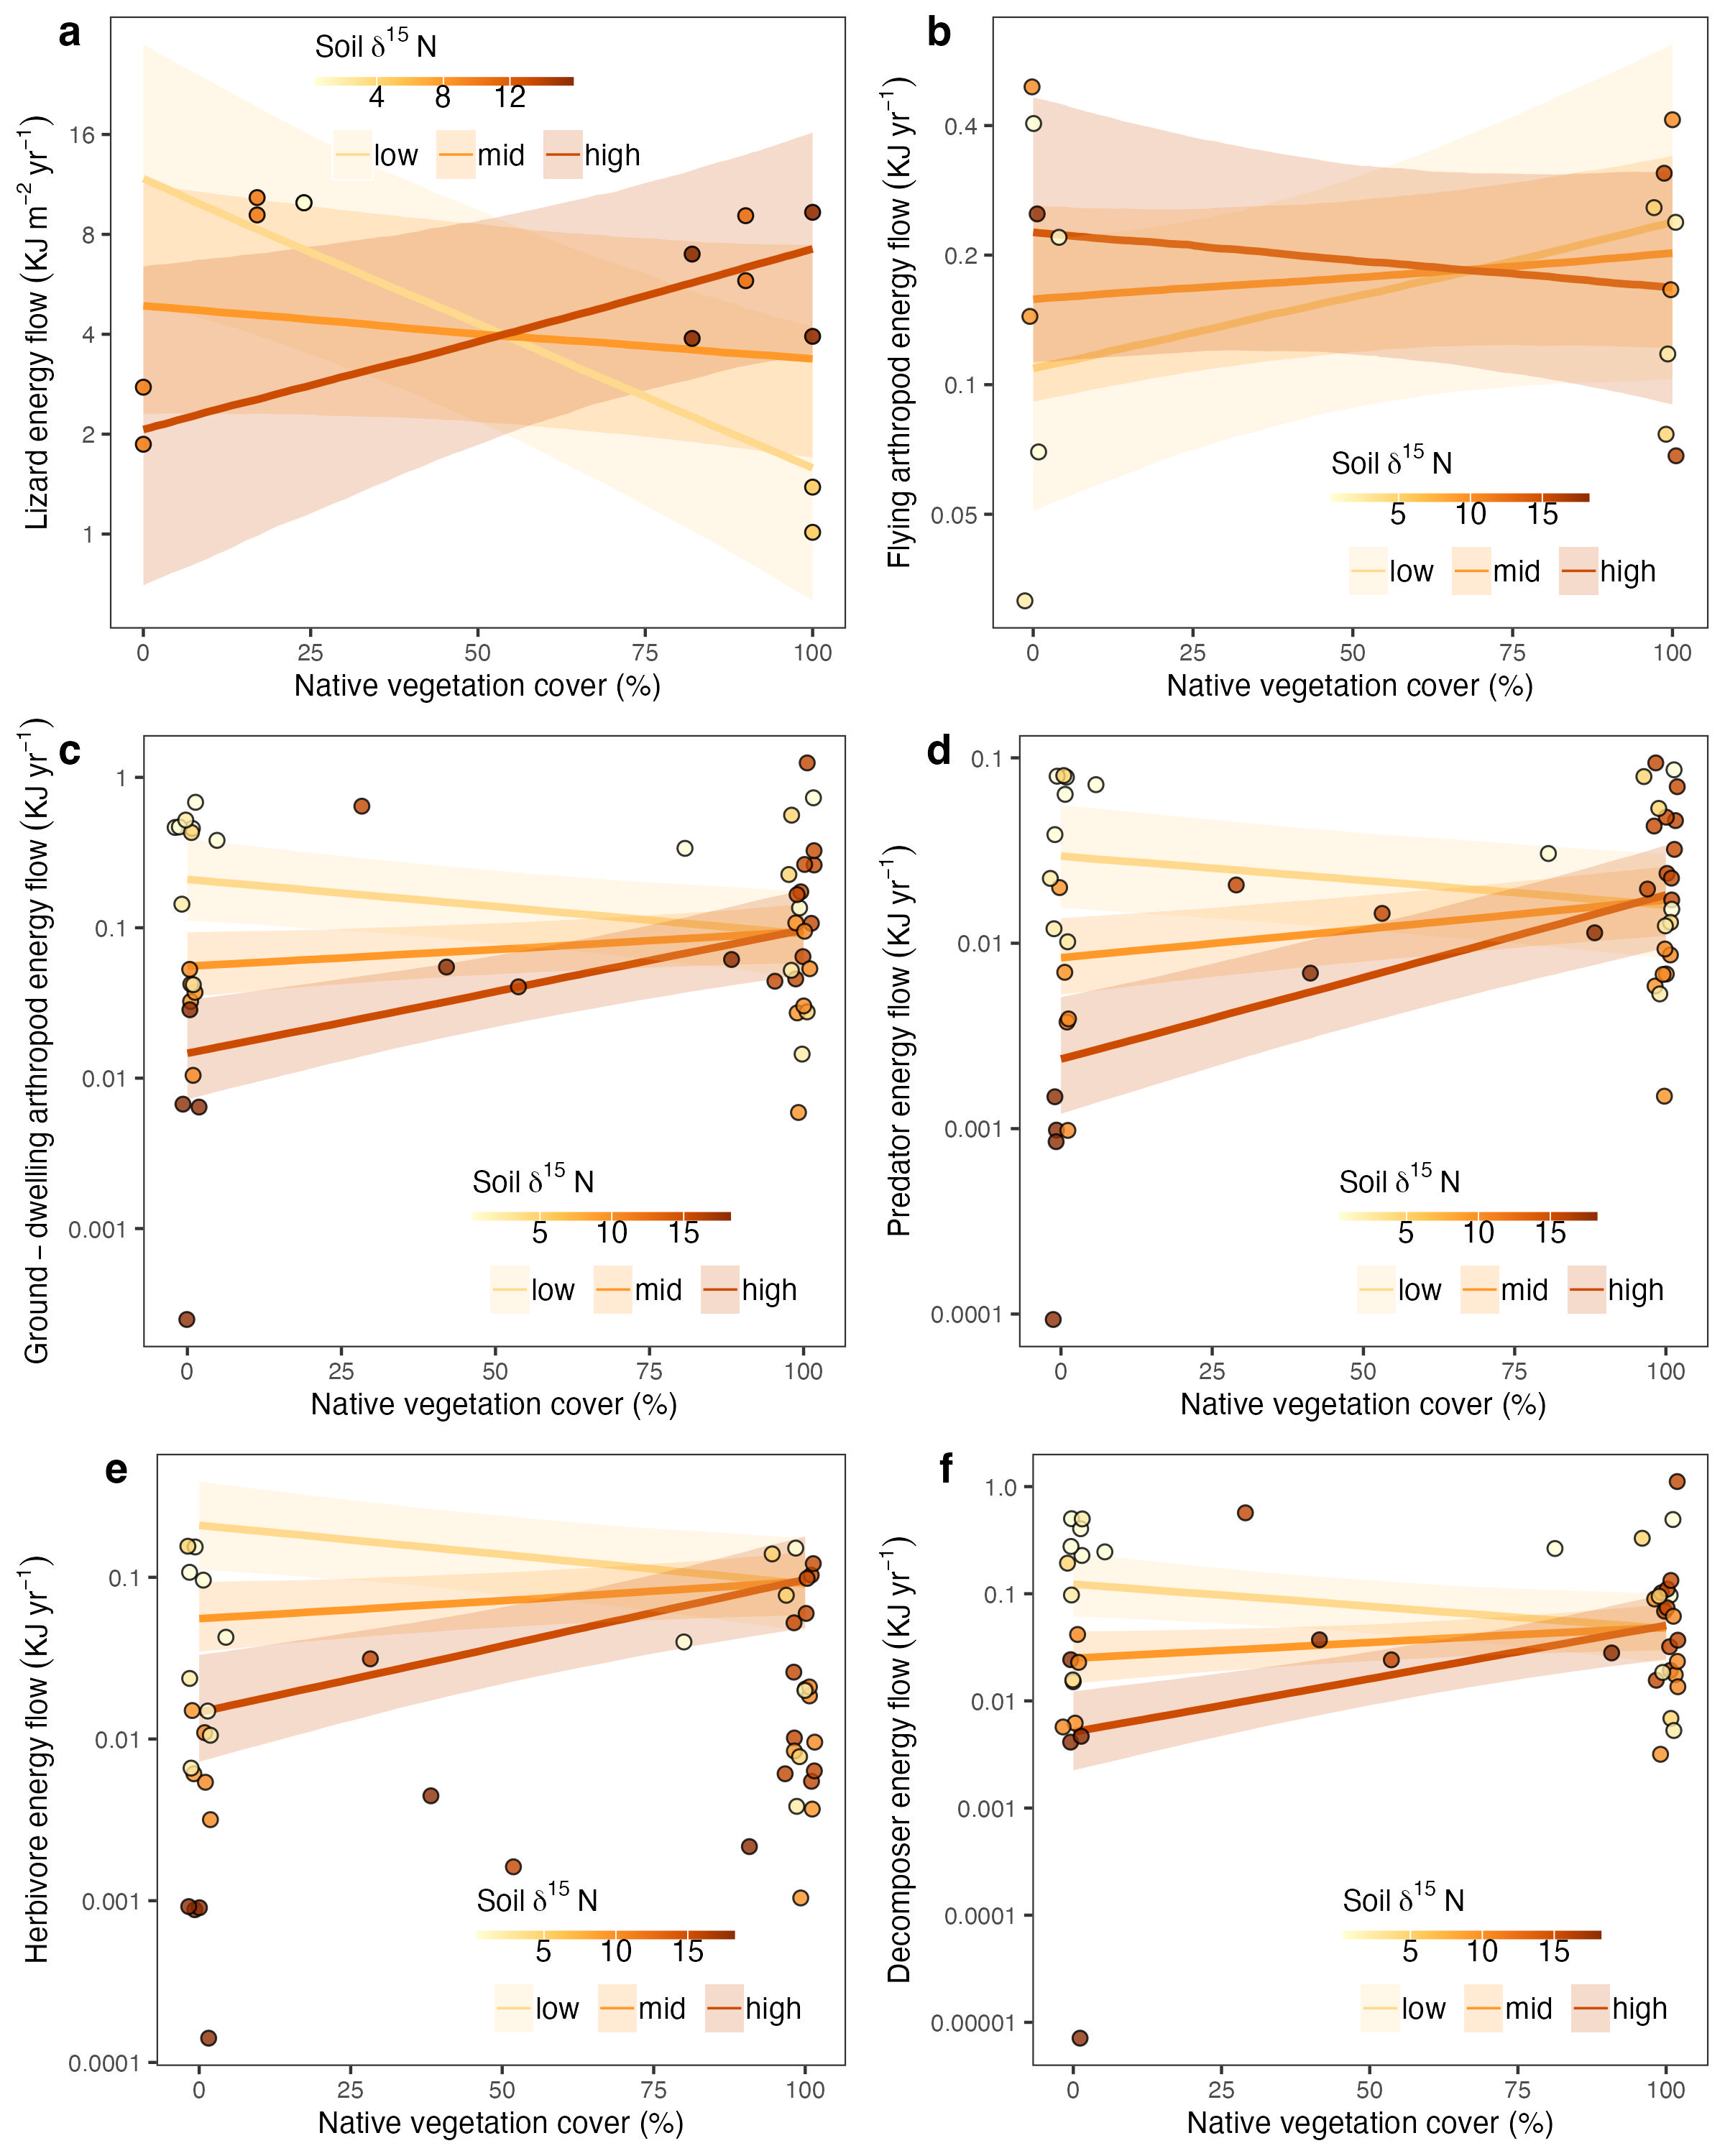 a
Soil δ15 N
4 8 12
low mid high
Lizard energy flow (KJ m−2 yr−1)
16
8
4
2
1
0 25 50 75 100
Native vegetation cover (%)
b
Flying arthropod energy flow (KJ yr−1)
0.4
0.2
0.1
0.05
Soil δ15 N
5 10 15
low mid high
0 25 50 75 100
Native vegetation cover (%)
c
Ground − dwelling arthropod energy flow (KJ yr−1)
1
0.1
0.01
0.001
Soil δ15 N
5 10 15
low mid high
0 25 50 75 100
Native vegetation cover (%)
d
Predator energy flow (KJ yr−1)
0.1
0.01
0.001
0.0001
Soil δ15 N
5 10 15
low mid high
0 25 50 75 100
Native vegetation cover (%)
e
Herbivore energy flow (KJ yr−1)
0.1
0.01
0.001
0.0001
Soil δ15 N
5 10 15
low mid high
0 25 50 75 100
Native vegetation cover (%)
f
Decomposer energy flow (KJ yr−1)
1.0
0.1
0.01
0.001
0.0001
0.00001
Soil δ15 N
5 10 15
low mid high
0 25 50 75 100
Native vegetation cover (%)